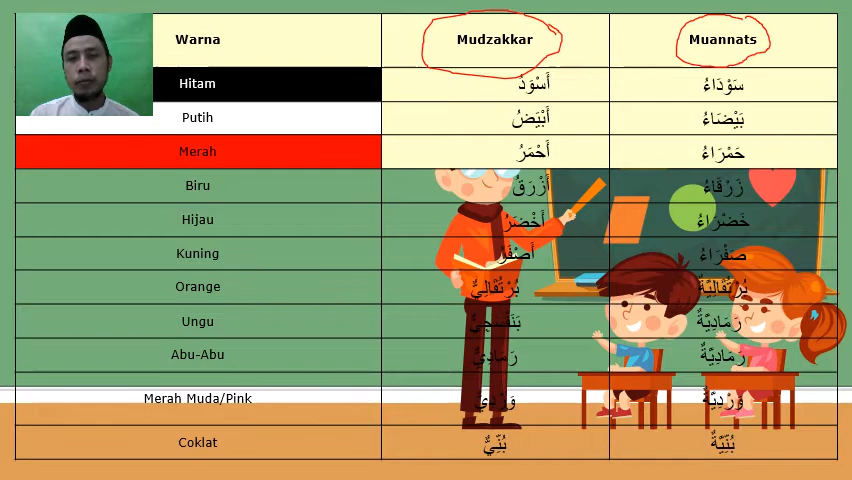 Warna Mudzakkar Muannats
Hitam أَسْوَدُ سَوْدَاءُ
Putih أَبْيَضُ بَيْضَاءُ
Merah أَحْمَرُ حَمْرَاءُ
Biru أَزْرَقُ زَرْقَاءُ
Hijau أَخْضَرُ خَضْرَاءُ
Kuning أَصْفَرُ صَفْرَاءُ
Orange بُرْتُقَالِيٌّ بُرْتُقَالِيَّةٌ
Ungu بَنَفْسَجِيٌّ رَمَادِيَّةٌ
Abu-Abu رَمَادِيٌّ رَمَادِيَّةٌ
Merah Muda/Pink وَرْدِيٌّ وَرْدِيَّةٌ
Coklat بُنِّيٌّ بُنِّيَّةٌ